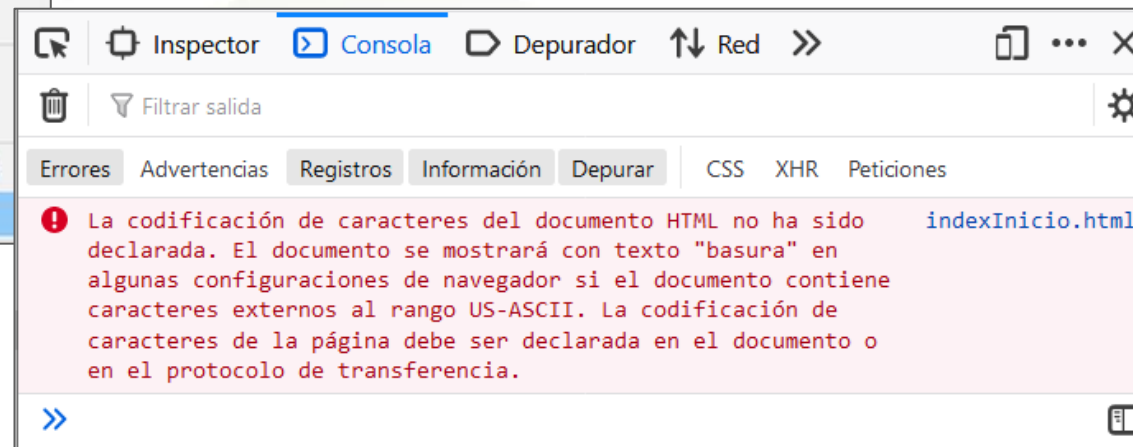 Inspector Consola Depurador Red
Filtrar salida
Errores Advertencias Registros Información Depurar CSS XHR Peticiones
La codificación de caracteres del documento HTML no ha sido indexInicio.html
declarada. El documento se mostrará con texto "basura" en
algunas configuraciones de navegador si el documento contiene
caracteres externos al rango US-ASCII. La codificación de
caracteres de la página debe ser declarada en el documento o
en el protocolo de transferencia.